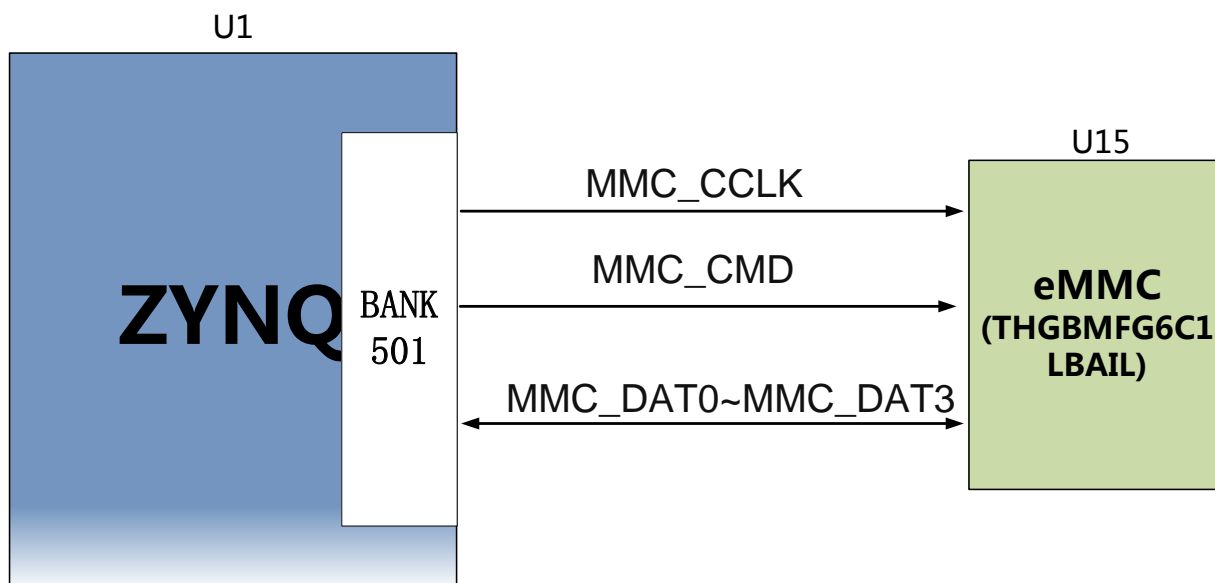 U1
U15
MMC_CCLK
MMC_CMD
ZYNQ
BANK
501
eMMC
(THGBMFG6C1
LBAIL)
MMC_DAT0~MMC_DAT3